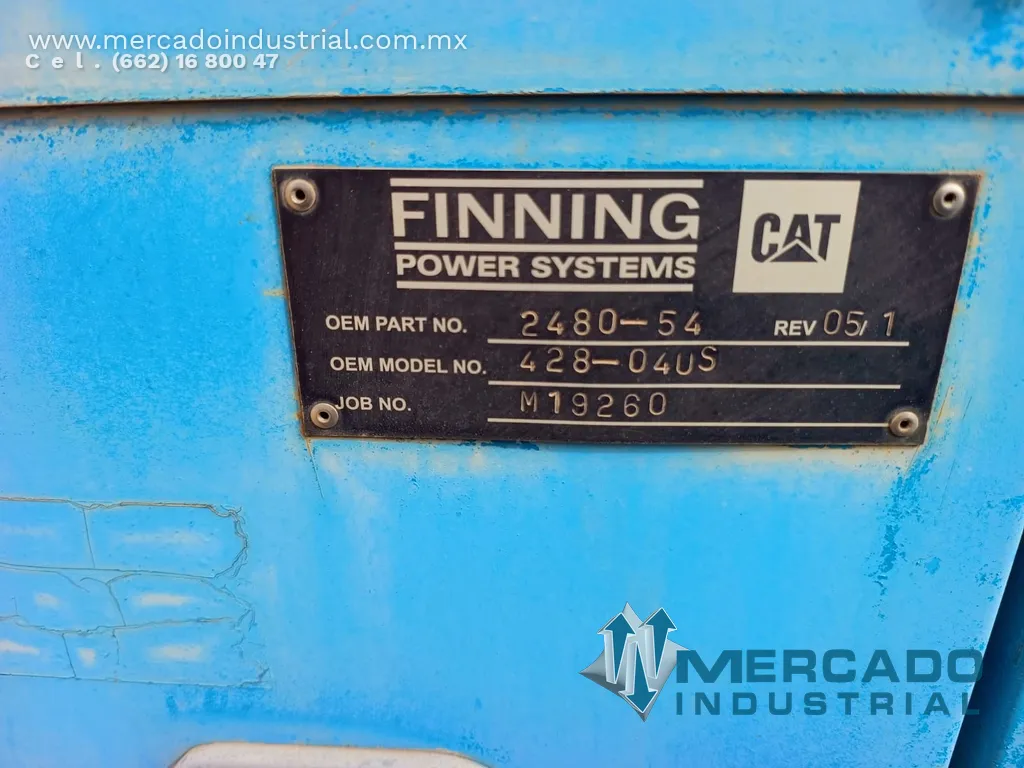 www.mercadoindustrial.com.mx
Cel. (662) 16 800 47
FINNING
POWER SYSTEMS
CAT
OEM PART NO. 2480-54 REV 05/1
OEM MODEL NO. 428-04US
JOB NO. M19260
MERCADO
INDUSTRIAL